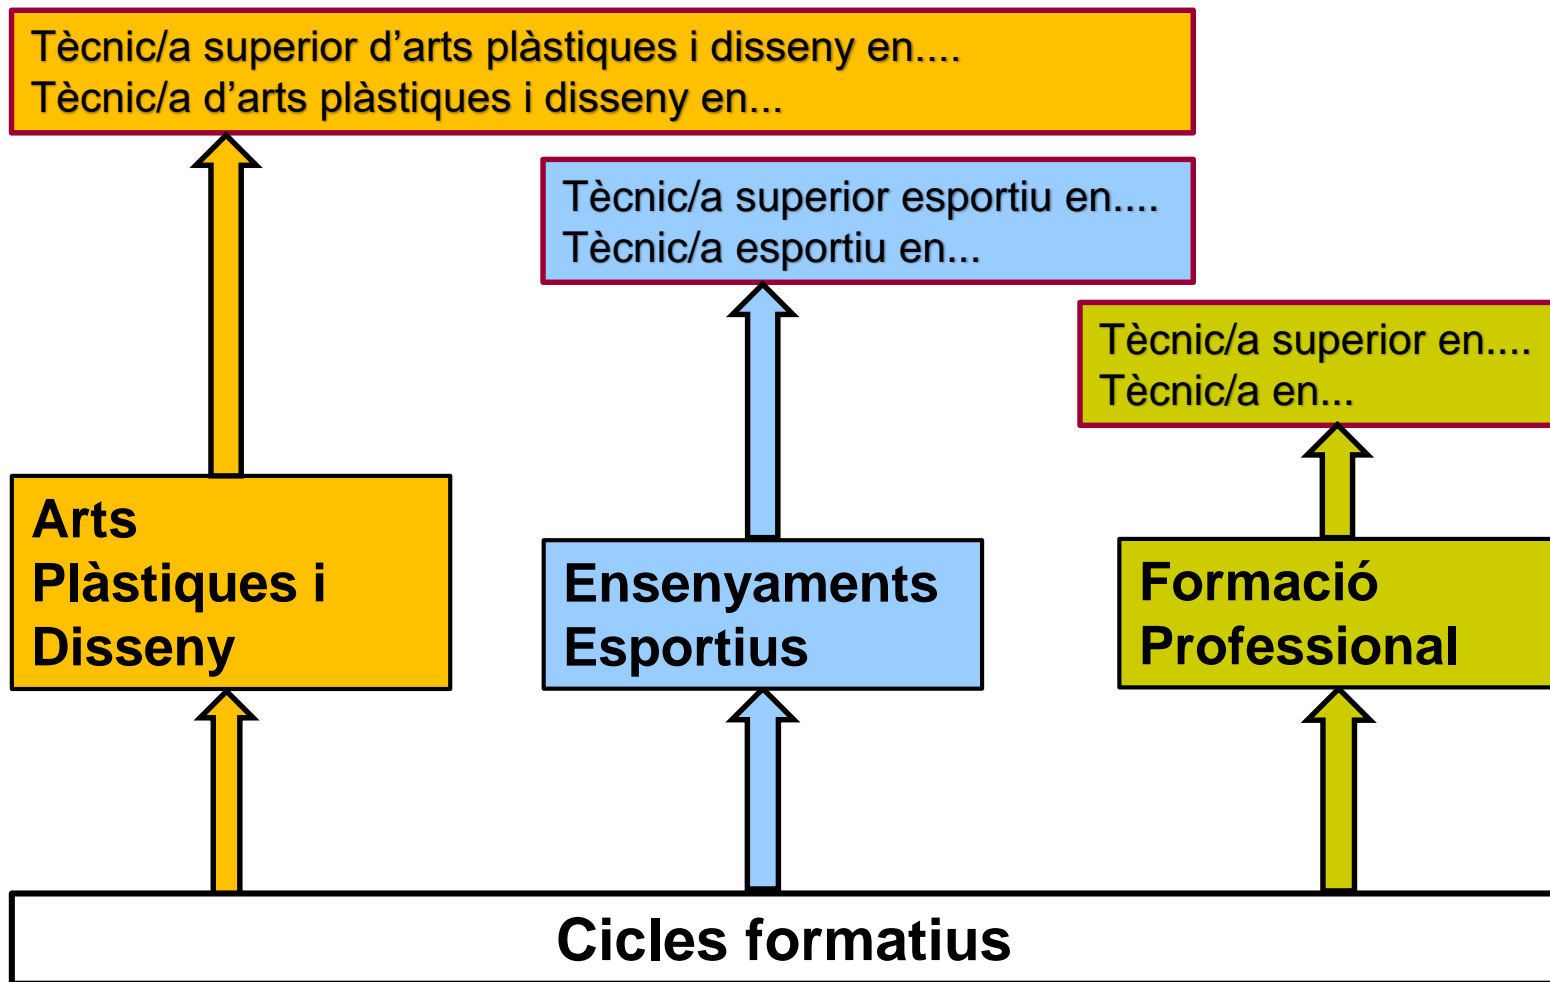 Tècnic/a superior d’arts plàstiques i disseny en....
Tècnic/a d’arts plàstiques i disseny en...
Tècnic/a superior esportiu en....
Tècnic/a esportiu en...
Tècnic/a superior en....
Tècnic/a en...
Arts
Plàstiques i
Disseny
Ensenyaments
Esportius
Formació
Professional
Cicles formatius